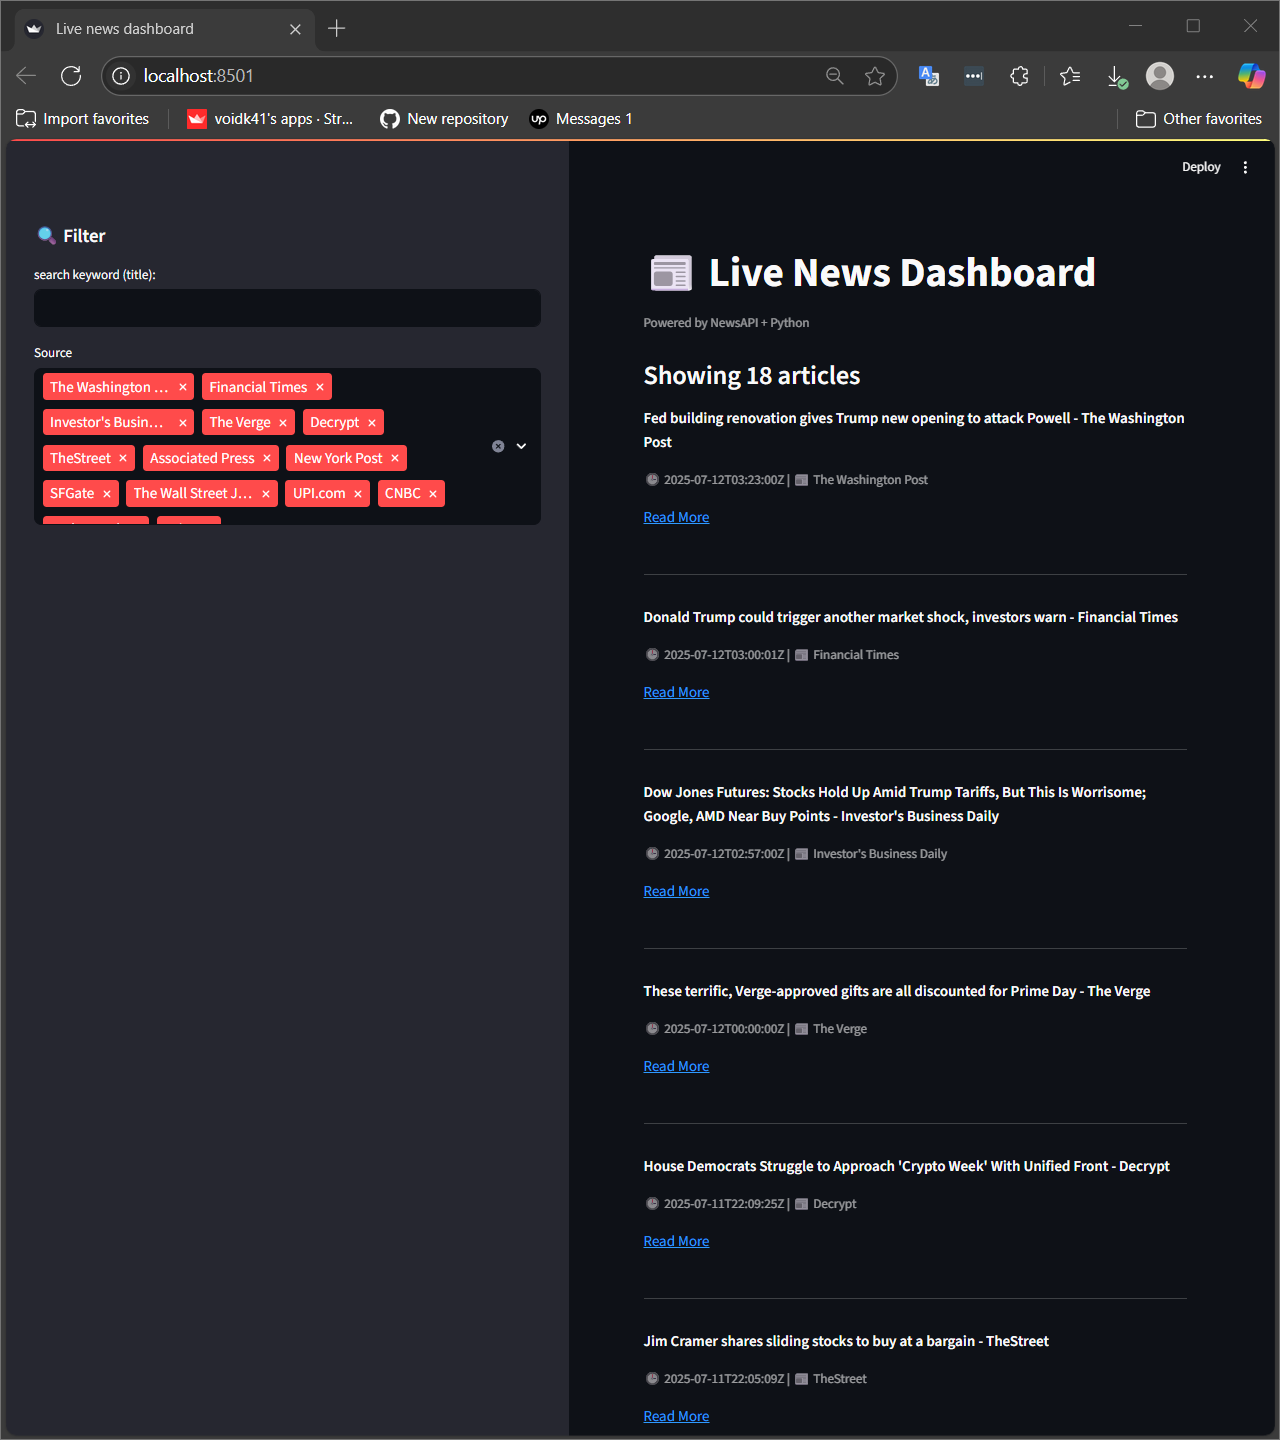 Live news dashboard
localhost:8501
Import favorites
voidk41's apps · Str...
New repository
up
Messages 1
Other favorites
Deploy
Filter
search keyword (title):
Source
The Washington ... ×
Financial Times ×
Investor's Busin... ×
The Verge ×
Decrypt ×
TheStreet ×
Associated Press ×
New York Post ×
SFGate ×
The Wall Street J... ×
UPI.com ×
CNBC ×
Live News Dashboard
Powered by NewsAPI + Python
Showing 18 articles
Fed building renovation gives Trump new opening to attack Powell - The Washington
Post
2025-07-12T03:23:00Z | The Washington Post
Read More
Donald Trump could trigger another market shock, investors warn - Financial Times
2025-07-12T03:00:01Z | Financial Times
Read More
Dow Jones Futures: Stocks Hold Up Amid Trump Tariffs, But This Is Worrisome;
Google, AMD Near Buy Points - Investor's Business Daily
2025-07-12T02:57:00Z | Investor's Business Daily
Read More
These terrific, Verge-approved gifts are all discounted for Prime Day - The Verge
2025-07-12T00:00:00Z | The Verge
Read More
House Democrats Struggle to Approach 'Crypto Week' With Unified Front - Decrypt
2025-07-11T22:09:25Z | Decrypt
Read More
Jim Cramer shares sliding stocks to buy at a bargain - TheStreet
2025-07-11T22:05:09Z | TheStreet
Read More